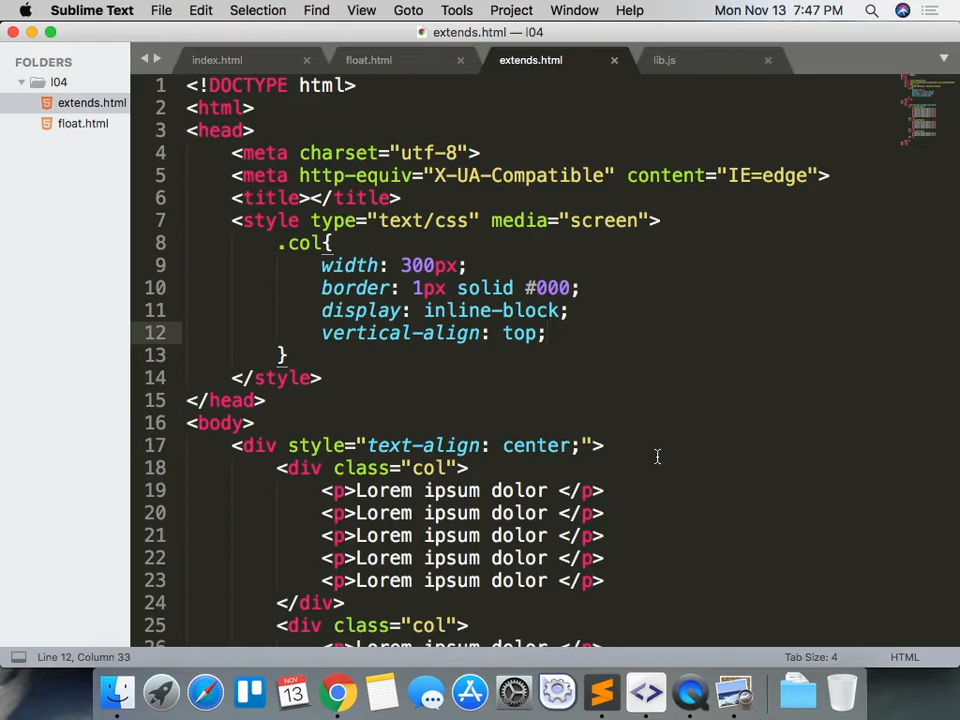 Sublime Text File Edit Selection Find View Goto Tools Project Window Help Mon Nov 13 7:47 PM
extends.html — l04
FOLDERS
l04
extends.html
float.html
index.html × float.html × extends.html × lib.js ×
1 <!DOCTYPE html>
2 <html>
3 <head>
4 <meta charset="utf-8">
5 <meta http-equiv="X-UA-Compatible" content="IE=edge">
6 <title></title>
7 <style type="text/css" media="screen">
8 .col{
9 width: 300px;
10 border: 1px solid #000;
11 display: inline-block;
12 vertical-align: top;
13 }
14 </style>
15 </head>
16 <body>
17 <div style="text-align: center;">
18 <div class="col">
19 <p>Lorem ipsum dolor </p>
20 <p>Lorem ipsum dolor </p>
21 <p>Lorem ipsum dolor </p>
22 <p>Lorem ipsum dolor </p>
23 <p>Lorem ipsum dolor </p>
24 </div>
25 <div class="col">
Line 12, Column 33 Tab Size: 4 HTML
NOV
13